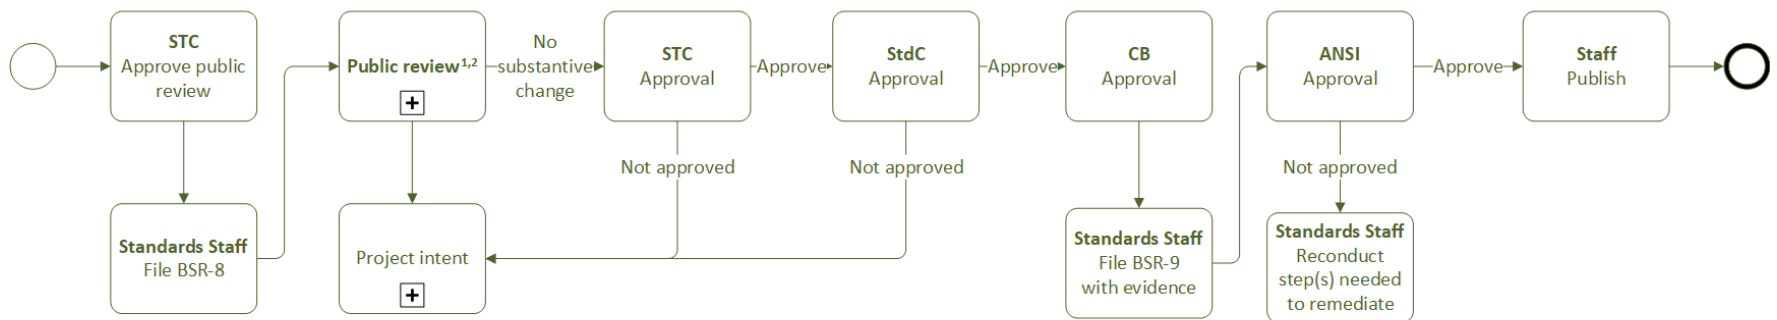 STC
Approve public
review
Standards Staff
File BSR-8
Public review¹,²
Project intent
No
substantive
change
STC
Approval
Approve
Not approved
StdC
Approval
Approve
Not approved
CB
Approval
Standards Staff
File BSR-9
with evidence
ANSI
Approval
Approve
Not approved
Standards Staff
Reconduct
step(s) needed
to remediate
Staff
Publish